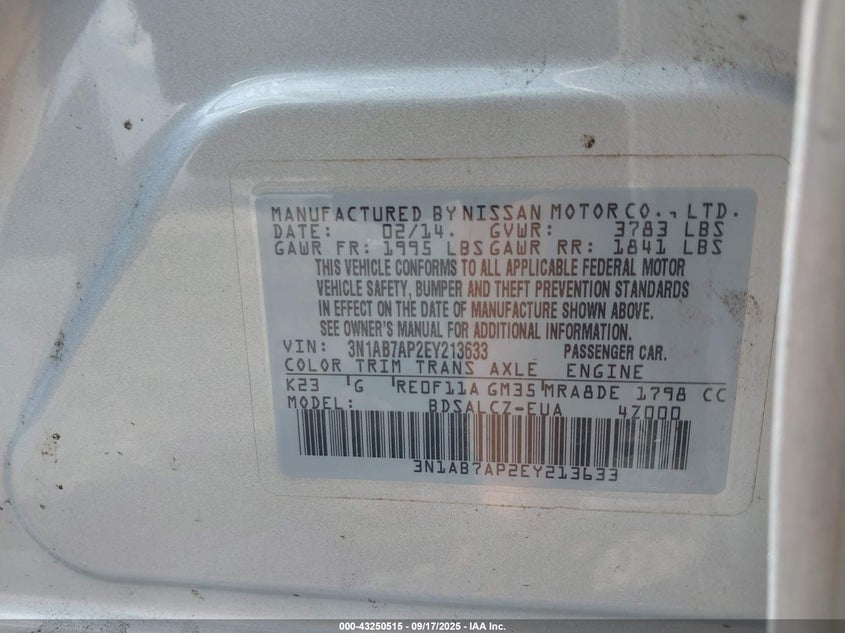 MANUFACTURED BY NISSAN MOTOR CO., LTD.
DATE: 02/14. GVWR: 3783 LBS
GAWR FR: 1995 LBS GAWR RR: 1841 LBS
THIS VEHICLE CONFORMS TO ALL APPLICABLE FEDERAL MOTOR
VEHICLE SAFETY, BUMPER AND THEFT PREVENTION STANDARDS
IN EFFECT ON THE DATE OF MANUFACTURE SHOWN ABOVE.
SEE OWNER'S MANUAL FOR ADDITIONAL INFORMATION.
VIN: 3N1AB7AP2EY213633 PASSENGER CAR.
COLOR TRIM TRANS AXLE ENGINE
K23 G RE0F11A GM35 MRA8DE 1798 CC
MODEL: BDSALCZ-EUA 4Z000
3N1AB7AP2EY213633
000-43250515 - 09/17/2025 - IAA Inc.